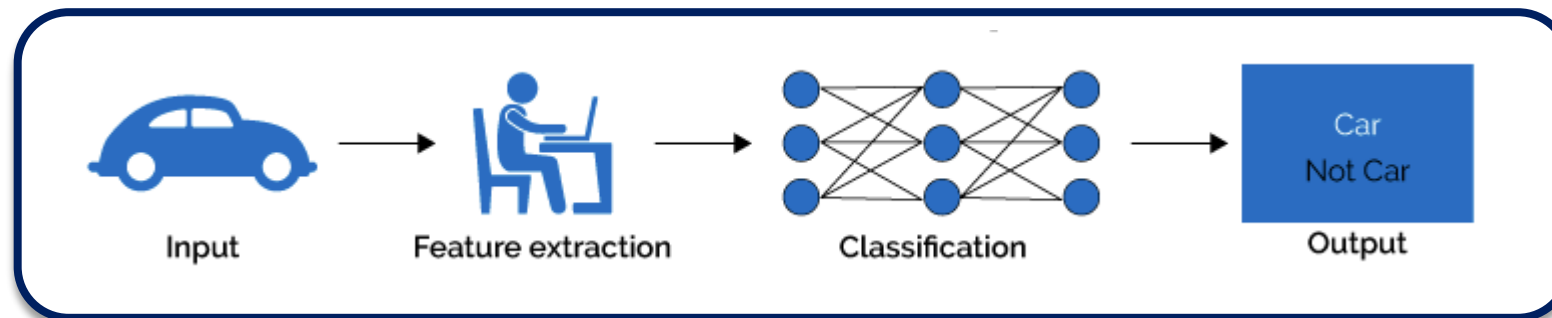 Car
Not Car
Input
Feature extraction
Classification
Output